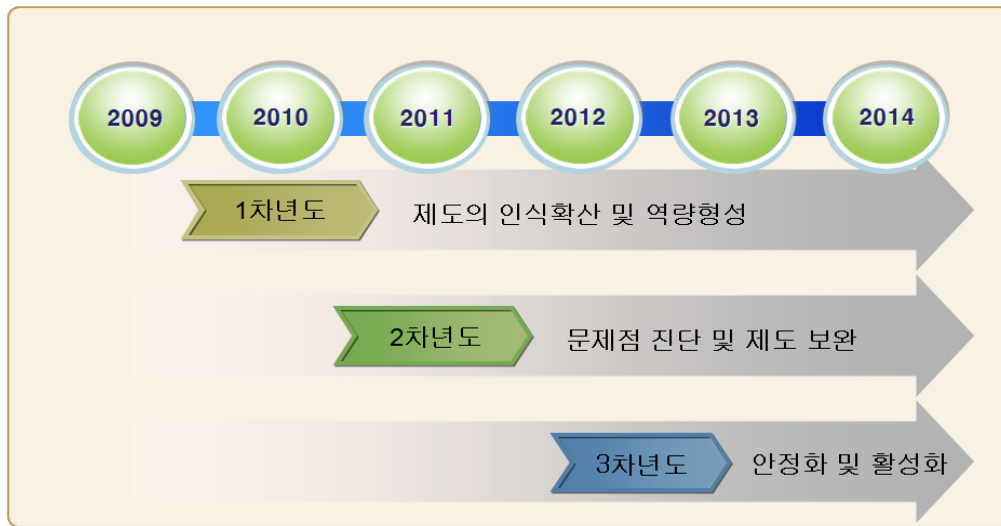 2009 2010 2011 2012 2013 2014
1차년도 제도의 인식확산 및 역량형성
2차년도 문제점 진단 및 제도 보완
3차년도 안정화 및 활성화